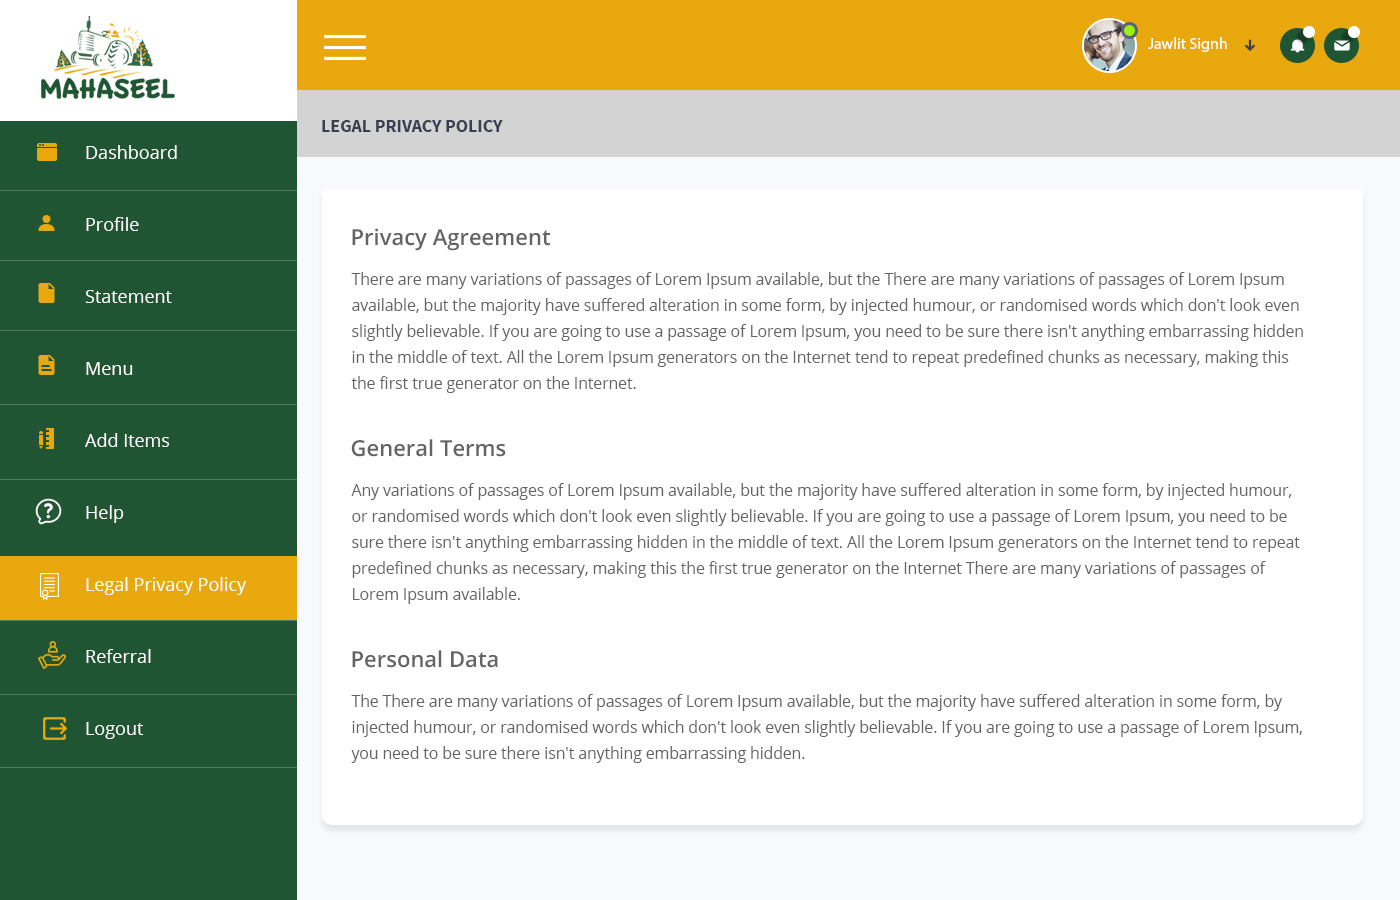 MAHASEEL
Jawlit Signh
LEGAL PRIVACY POLICY
Dashboard
Profile
Statement
Menu
Add Items
Help
Legal Privacy Policy
Referral
Logout
Privacy Agreement
There are many variations of passages of Lorem Ipsum available, but the There are many variations of passages of Lorem Ipsum
available, but the majority have suffered alteration in some form, by injected humour, or randomised words which don't look even
slightly believable. If you are going to use a passage of Lorem Ipsum, you need to be sure there isn't anything embarrassing hidden
in the middle of text. All the Lorem Ipsum generators on the Internet tend to repeat predefined chunks as necessary, making this
the first true generator on the Internet.
General Terms
Any variations of passages of Lorem Ipsum available, but the majority have suffered alteration in some form, by injected humour,
or randomised words which don't look even slightly believable. If you are going to use a passage of Lorem Ipsum, you need to be
sure there isn't anything embarrassing hidden in the middle of text. All the Lorem Ipsum generators on the Internet tend to repeat
predefined chunks as necessary, making this the first true generator on the Internet There are many variations of passages of
Lorem Ipsum available.
Personal Data
The There are many variations of passages of Lorem Ipsum available, but the majority have suffered alteration in some form, by
injected humour, or randomised words which don't look even slightly believable. If you are going to use a passage of Lorem Ipsum,
you need to be sure there isn't anything embarrassing hidden.